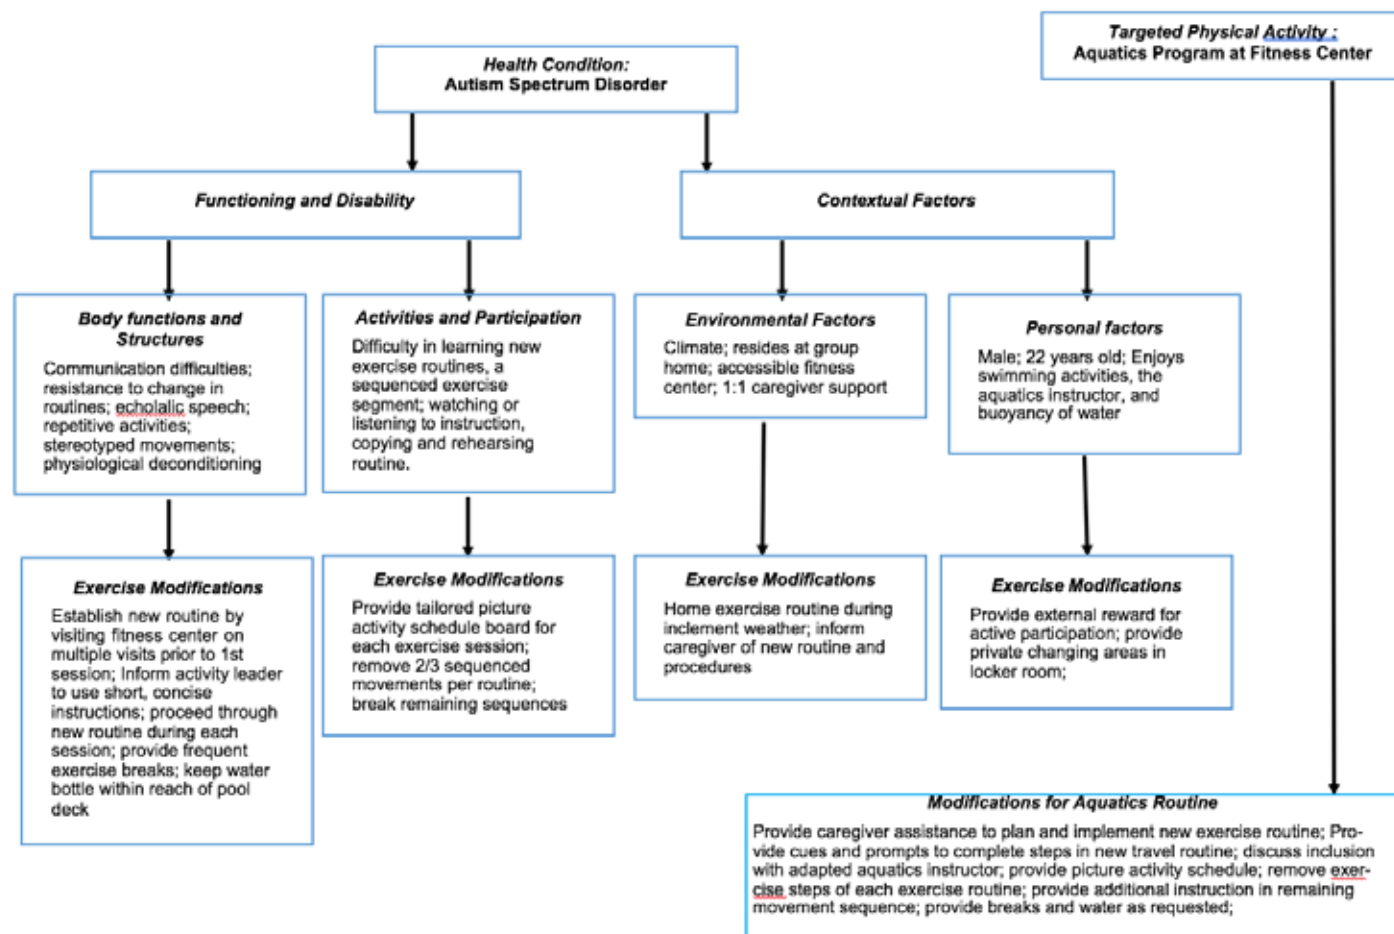 Targeted Physical Activity :
Aquatics Program at Fitness Center
Health Condition:
Autism Spectrum Disorder
Functioning and Disability
Contextual Factors
Body functions and
Structures
Communication difficulties;
resistance to change in
routines; echolalic speech;
repetitive activities;
stereotyped movements;
physiological deconditioning
Activities and Participation
Difficulty in learning new
exercise routines, a
sequenced exercise
segment; watching or
listening to instruction,
copying and rehearsing
routine.
Environmental Factors
Climate; resides at group
home; accessible fitness
center; 1:1 caregiver support
Personal factors
Male; 22 years old; Enjoys
swimming activities, the
aquatics instructor, and
buoyancy of water
Exercise Modifications
Establish new routine by
visiting fitness center on
multiple visits prior to 1st
session; Inform activity leader
to use short, concise
instructions; proceed through
new routine during each
session; provide frequent
exercise breaks; keep water
bottle within reach of pool
deck
Exercise Modifications
Provide tailored picture
activity schedule board for
each exercise session;
remove 2/3 sequenced
movements per routine;
break remaining sequences
Exercise Modifications
Home exercise routine during
inclement weather; inform
caregiver of new routine and
procedures
Exercise Modifications
Provide external reward for
active participation; provide
private changing areas in
locker room;
Modifications for Aquatics Routine
Provide caregiver assistance to plan and implement new exercise routine; Pro-
vide cues and prompts to complete steps in new travel routine; discuss inclusion
with adapted aquatics instructor; provide picture activity schedule; remove exer-
cise steps of each exercise routine; provide additional instruction in remaining
movement sequence; provide breaks and water as requested;